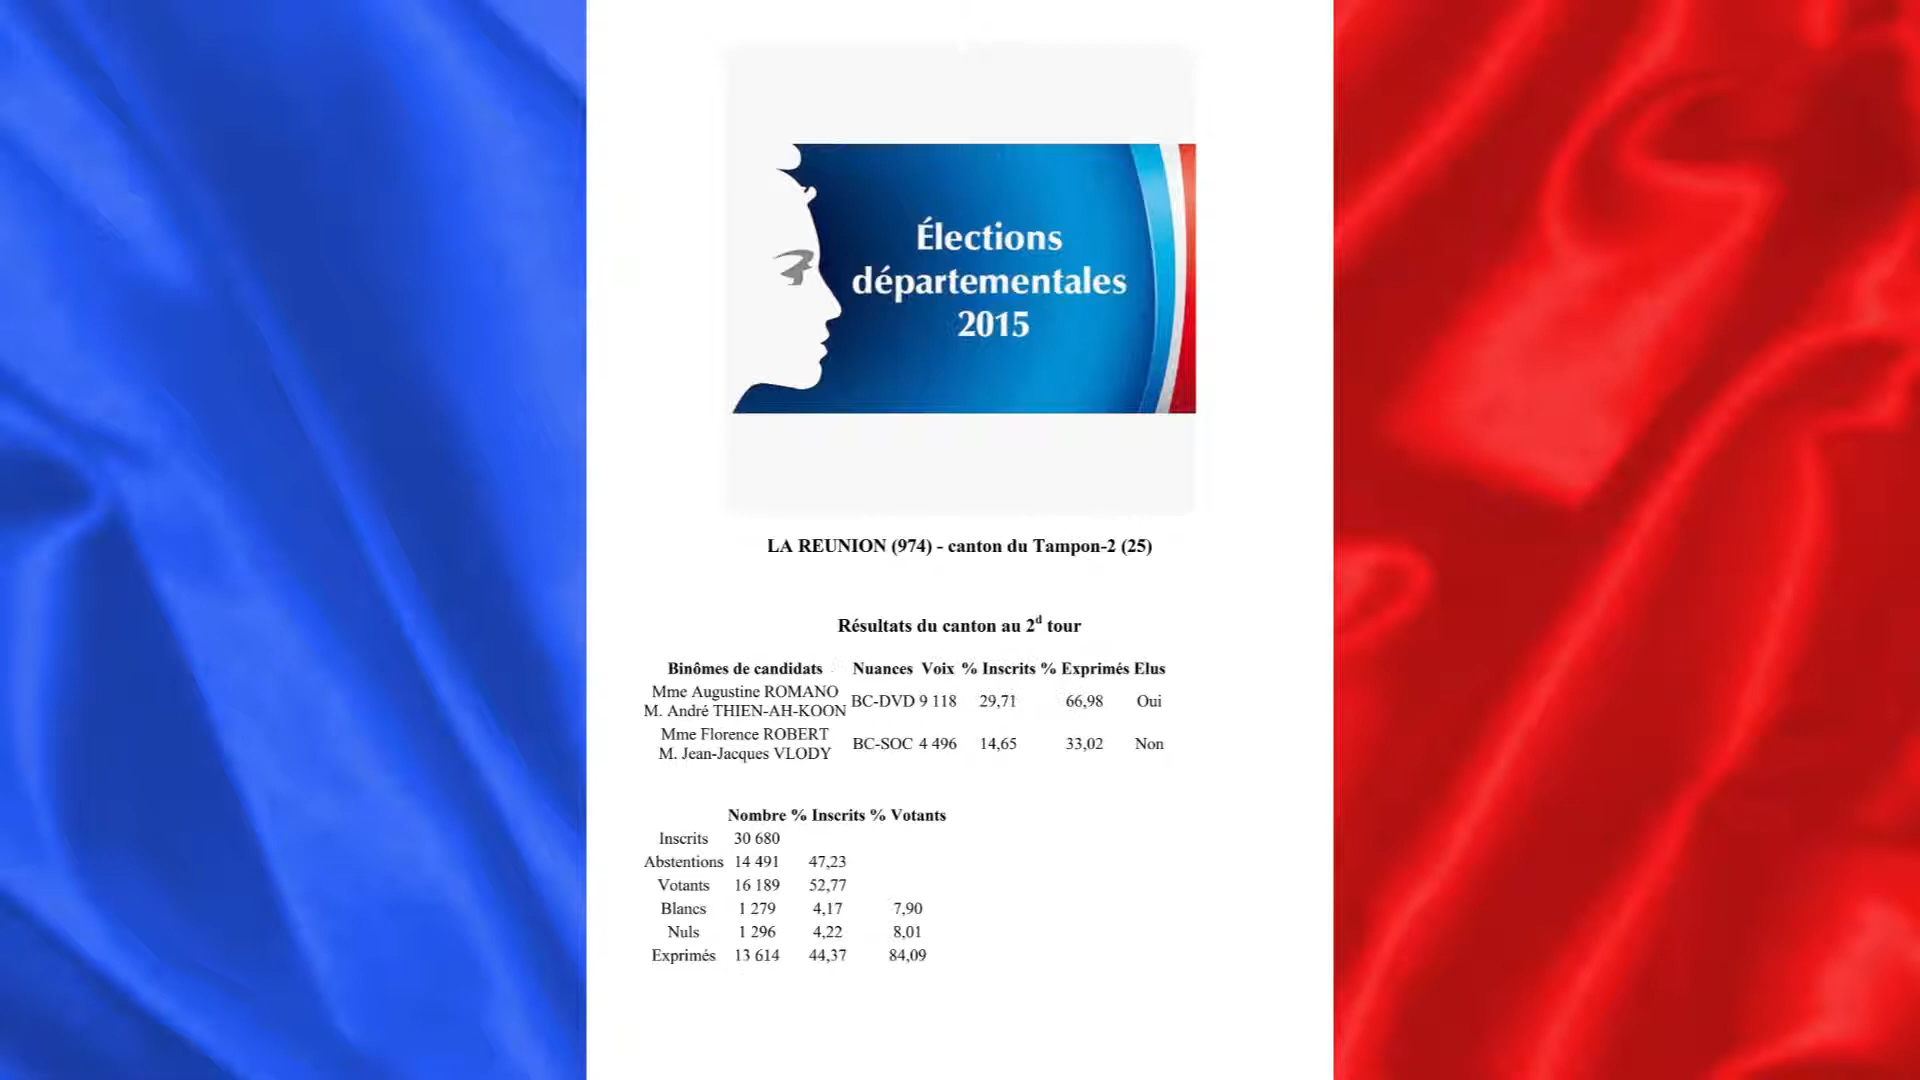 Élections
départementales
2015
LA REUNION (974) - canton du Tampon-2 (25)
Résultats du canton au 2d tour
Binômes de candidats Nuances Voix % Inscrits % Exprimés Elus
Mme Augustine ROMANO
M. André THIEN-AH-KOON BC-DVD 9 118 29,71 66,98 Oui
Mme Florence ROBERT
M. Jean-Jacques VLODY BC-SOC 4 496 14,65 33,02 Non
Nombre % Inscrits % Votants
Inscrits 30 680
Abstentions 14 491 47,23
Votants 16 189 52,77
Blancs 1 279 4,17 7,90
Nuls 1 296 4,22 8,01
Exprimés 13 614 44,37 84,09